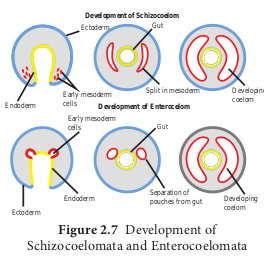 Development of Schizocoelom
Ectoderm
Gut
Endoderm
Early mesoderm
cells
Split in mesoderm
Developing
coelom
Development of Enterocoelom
Early mesoderm
cells
Gut
Endoderm
Ectoderm
Separation of
pouches from gut
Developing
coelom
Figure 2.7 Development of
Schizocoelomata and Enterocoelomata